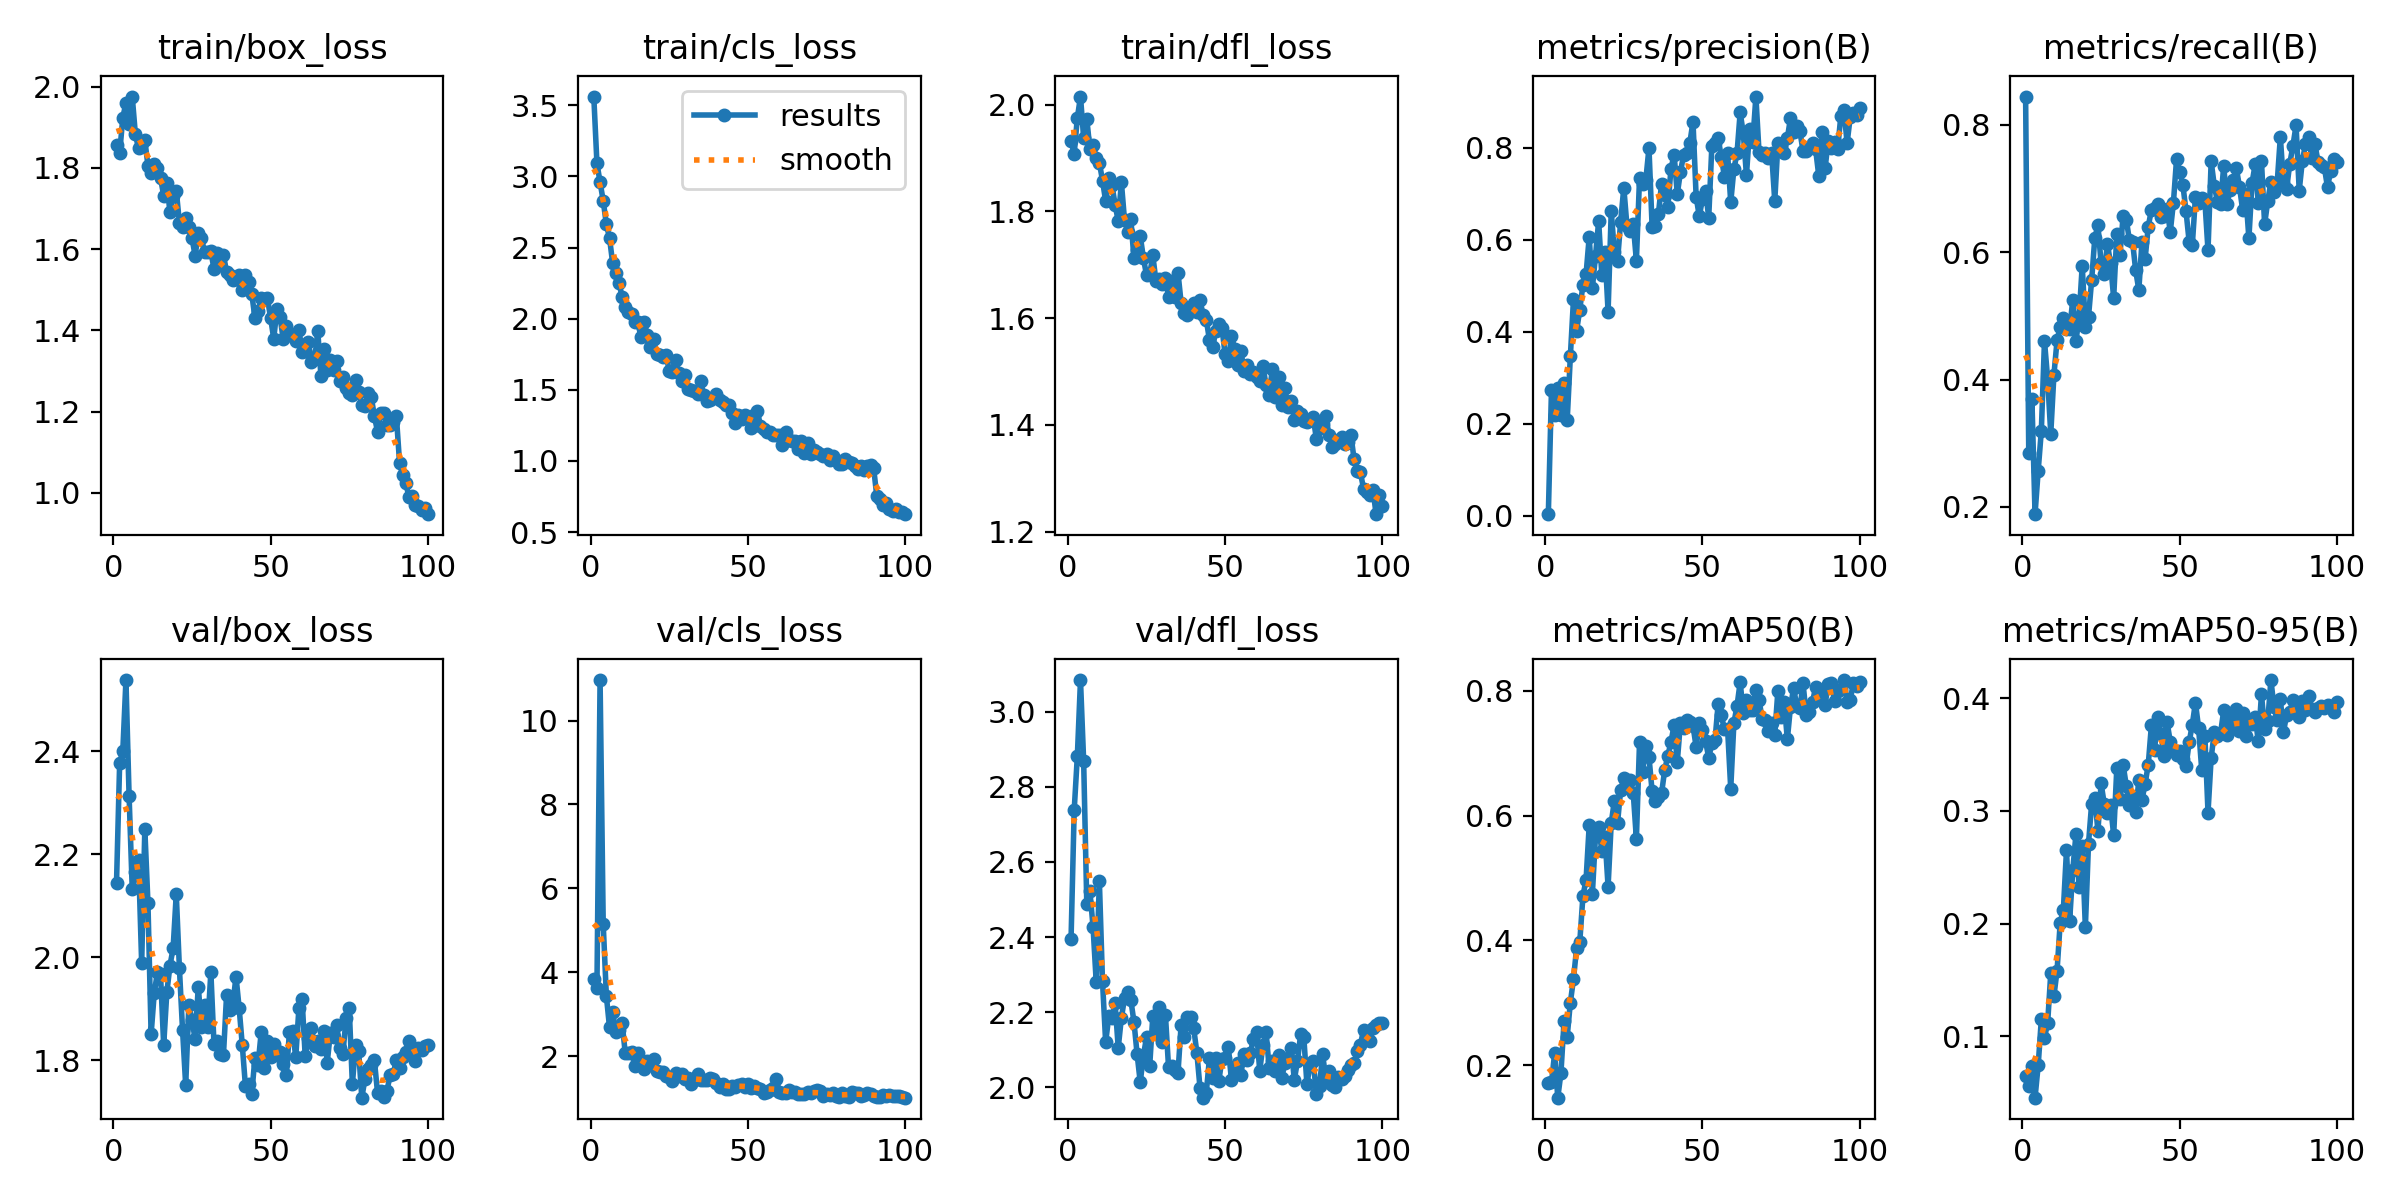 train/box_loss
2.0
1.8
1.6
1.4
1.2
1.0
0 50 100
train/cls_loss
results
smooth
3.5
3.0
2.5
2.0
1.5
1.0
0.5
0 50 100
train/dfl_loss
2.0
1.8
1.6
1.4
1.2
0 50 100
metrics/precision(B)
0.8
0.6
0.4
0.2
0.0
0 50 100
metrics/recall(B)
0.8
0.6
0.4
0.2
0 50 100
val/box_loss
2.4
2.2
2.0
1.8
0 50 100
val/cls_loss
10
8
6
4
2
0 50 100
val/dfl_loss
3.0
2.8
2.6
2.4
2.2
2.0
0 50 100
metrics/mAP50(B)
0.8
0.6
0.4
0.2
0 50 100
metrics/mAP50-95(B)
0.4
0.3
0.2
0.1
0 50 100